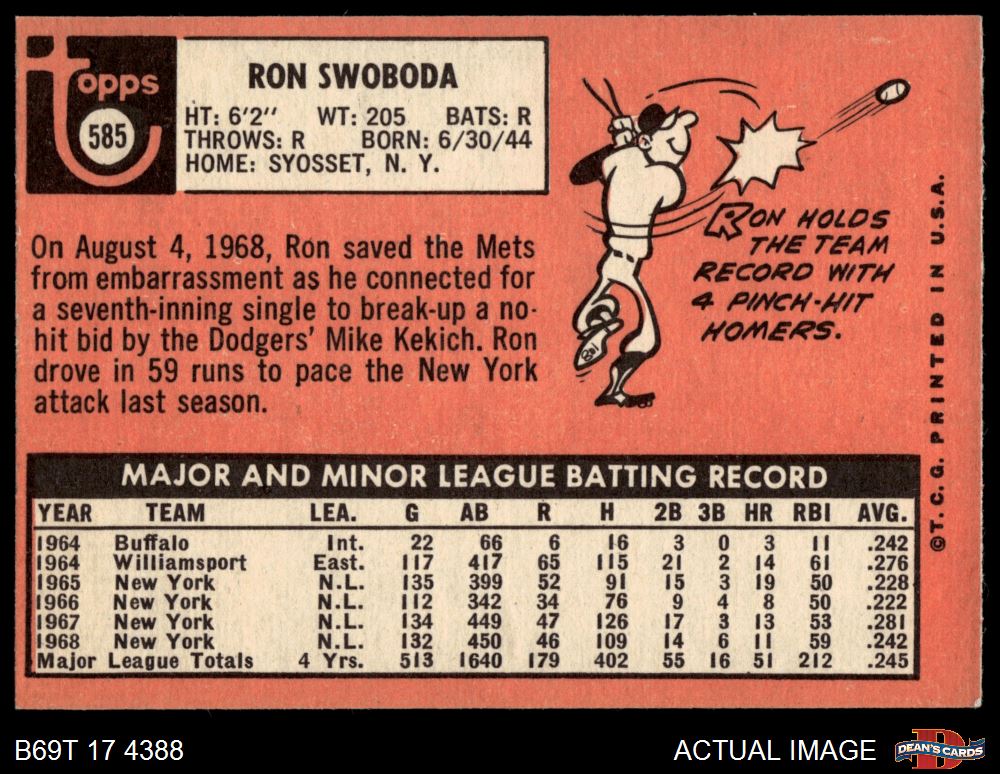 topps
585
RON SWOBODA
HT: 6'2" WT: 205 BATS: R
THROWS: R BORN: 6/30/44
HOME: SYOSSET, N. Y.
On August 4, 1968, Ron saved the Mets
from embarrassment as he connected for
a seventh-inning single to break-up a no-
hit bid by the Dodgers' Mike Kekich. Ron
drove in 59 runs to pace the New York
attack last season.
RON HOLDS
THE TEAM
RECORD WITH
4 PINCH-HIT
HOMERS.
©T. C. G. PRINTED IN U.S.A.
MAJOR AND MINOR LEAGUE BATTING RECORD
YEAR TEAM LEA. G AB R H 2B 3B HR RBI AVG.
1964 Buffalo Int. 22 66 6 16 3 0 3 11 .242
1964 Williamsport East. 117 417 65 115 21 2 14 61 .276
1965 New York N.L. 135 399 52 91 15 3 19 50 .228
1966 New York N.L. 112 342 34 76 9 4 8 50 .222
1967 New York N.L. 134 449 47 126 17 3 13 53 .281
1968 New York N.L. 132 450 46 109 14 6 11 59 .242
Major League Totals 4 Yrs. 513 1640 179 402 55 16 51 212 .245
B69T 17 4388
ACTUAL IMAGE
DEAN'S CARDS